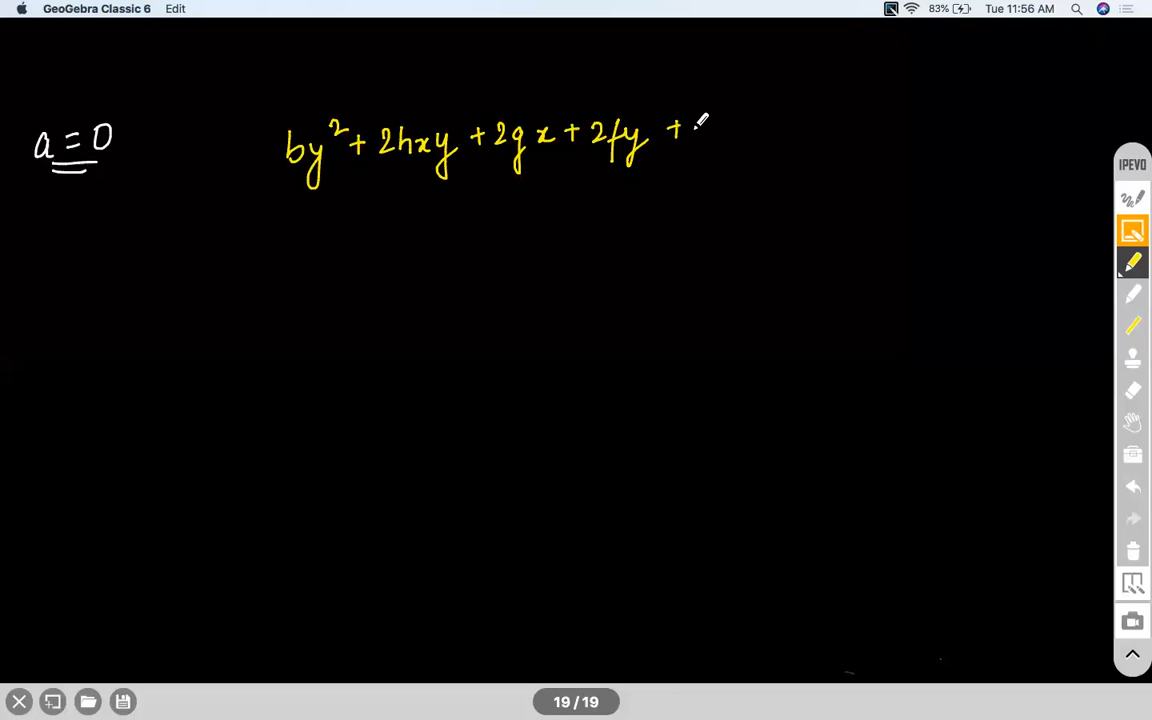 GeoGebra Classic 6 Edit 83% Tue 11:56 AM
a = 0 by² + 2hxy + 2gx + 2fy +
IPEVO
19 / 19